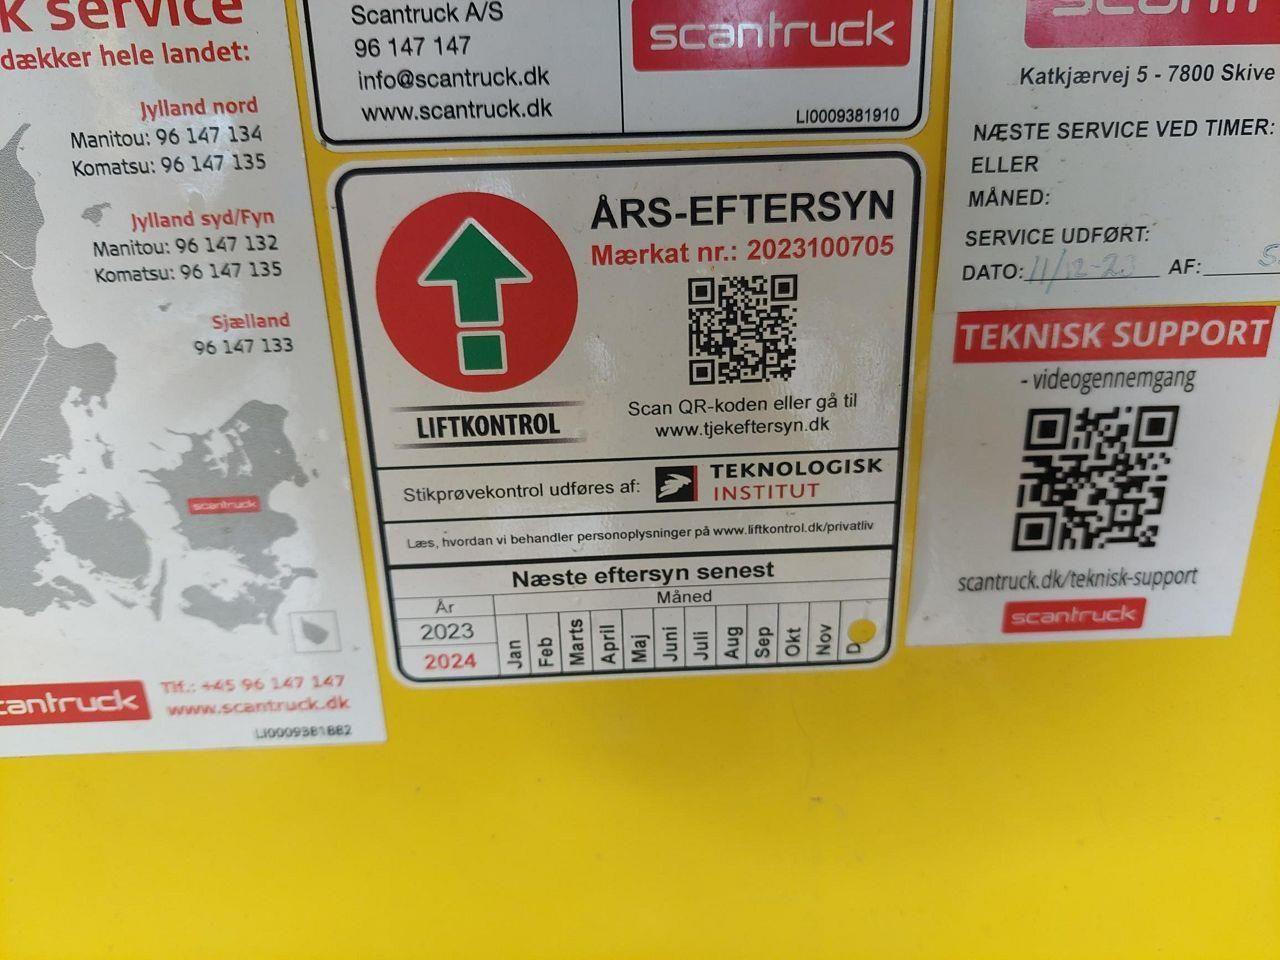 k service
dækker hele landet:
Jylland nord
Manitou: 96 147 134
Komatsu: 96 147 135
Jylland syd/Fyn
Manitou: 96 147 132
Komatsu: 96 147 135
Sjælland
96 147 133
scantruck
cantruck
Tlf.: +45 96 147 147
www.scantruck.dk
LI0009381882
Scantruck A/S
96 147 147
info@scantruck.dk
www.scantruck.dk
scantruck
LI0009381910
ÅRS-EFTERSYN
Mærkat nr.: 2023100705
LIFTKONTROL
Scan QR-koden eller gå til
www.tjekeftersyn.dk
Stikprøvekontrol udføres af: TEKNOLOGISK
INSTITUT
Læs, hvordan vi behandler personoplysninger på www.liftkontrol.dk/privatliv
Næste eftersyn senest
År Måned
2023
2024
Jan Feb Marts April Maj Juni Juli Aug Sep Okt Nov D
Katkjærvej 5 - 7800 Skive
NÆSTE SERVICE VED TIMER:
ELLER
MÅNED:
SERVICE UDFØRT:
DATO: 11/12-23 AF: S
TEKNISK SUPPORT
- videogennemgang
scantruck.dk/teknisk-support
scantruck